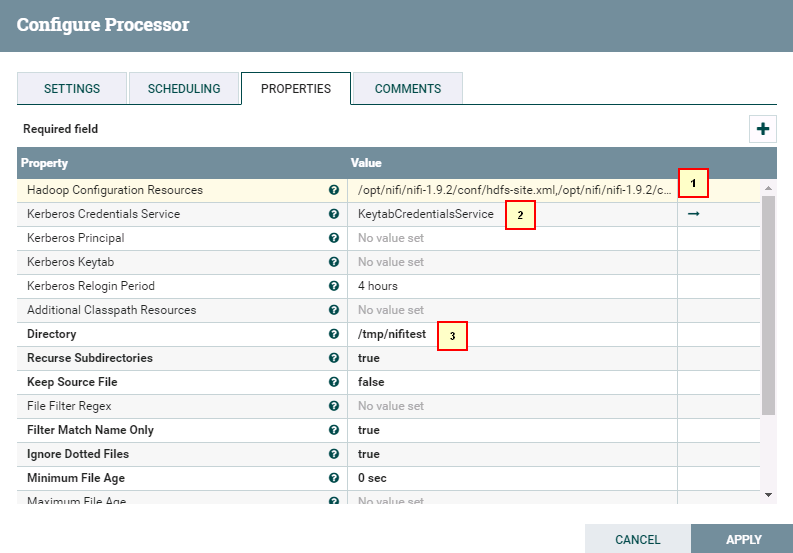 Configure Processor
SETTINGS SCHEDULING PROPERTIES COMMENTS
Required field
Property Value
Hadoop Configuration Resources /opt/nifi/nifi-1.9.2/conf/hdfs-site.xml,/opt/nifi/nifi-1.9.2/c... 1
Kerberos Credentials Service KeytabCredentialsService 2
Kerberos Principal No value set
Kerberos Keytab No value set
Kerberos Relogin Period 4 hours
Additional Classpath Resources No value set
Directory /tmp/nifitest 3
Recurse Subdirectories true
Keep Source File false
File Filter Regex No value set
Filter Match Name Only true
Ignore Dotted Files true
Minimum File Age 0 sec
Maximum File Age No value set
CANCEL APPLY